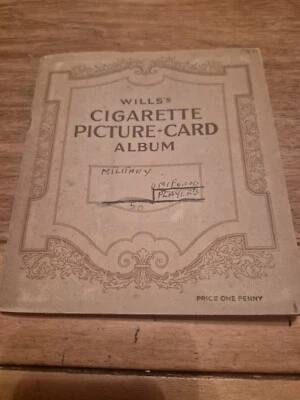 WILLS'S
CIGARETTE
PICTURE-CARD
ALBUM
MILITARY
PLAYERS
50
PRICE ONE PENNY